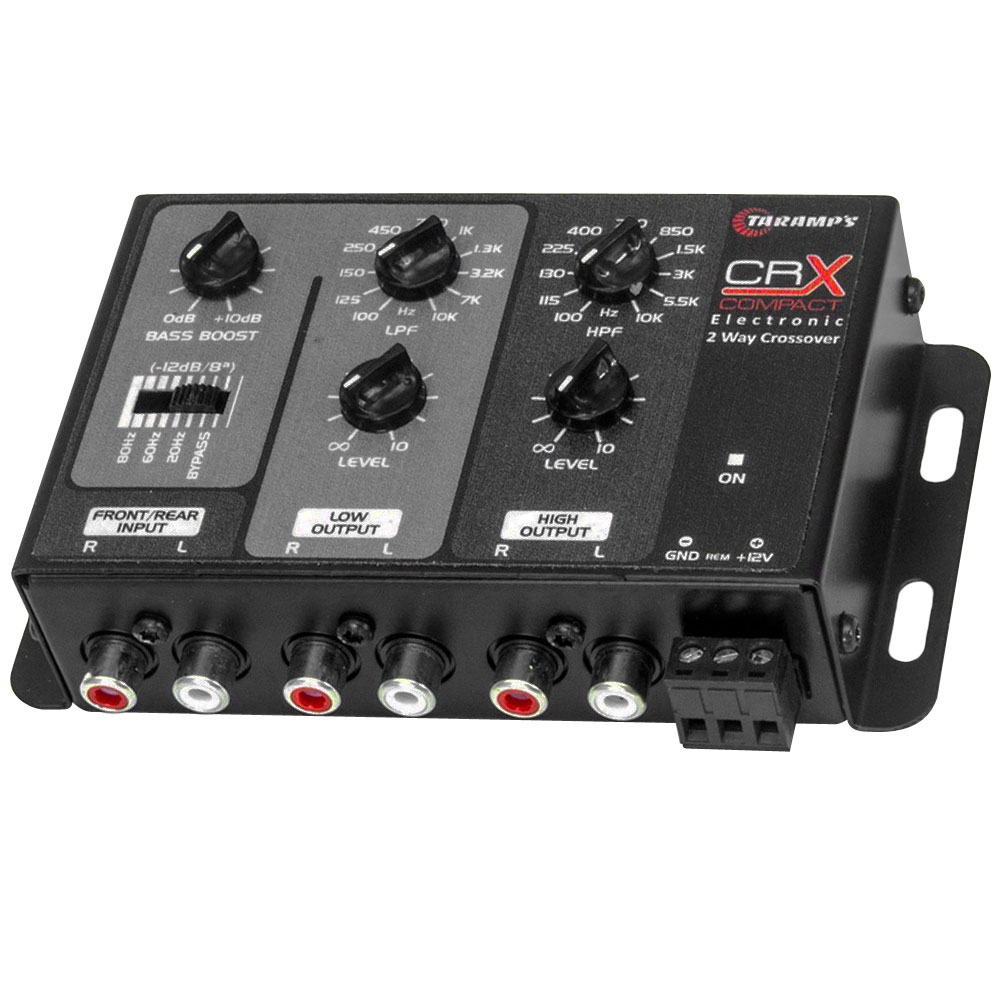 TARAMP'S
CRX
COMPACT
Electronic
2 Way Crossover
0dB +10dB
BASS BOOST
(-12dB/8ª)
80Hz
60Hz
20Hz
BYPASS
100 125 150 250 450 1K 1.3K 3.2K 7K 10K
Hz
LPF
∞ 10
LEVEL
100 115 130 225 400 850 1.5K 3K 5.5K 10K
Hz
HPF
∞ 10
LEVEL
ON
FRONT/REAR
INPUT
R L
LOW
OUTPUT
R L
HIGH
OUTPUT
R L
GND REM +12V